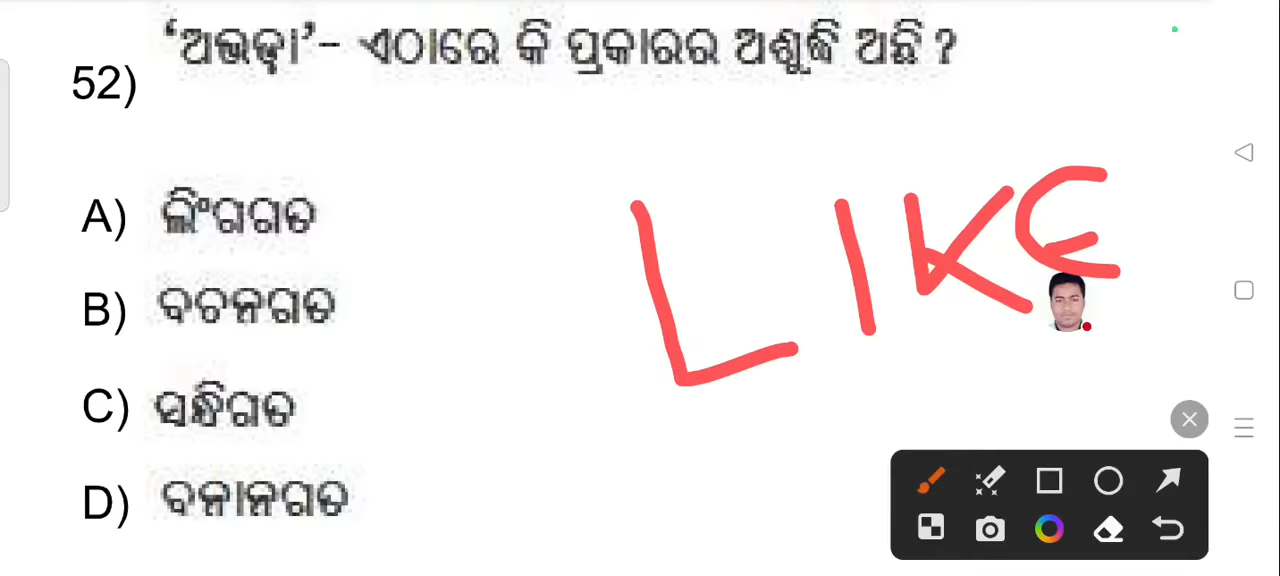 'ଅଭଦ୍ରା'– ଏଠାରେ କି ପ୍ରକାରର ଅଶୁଦ୍ଧି ଅଛି ?
52)
A) ଲିଂଗଗତ
B) ବଚନଗତ
C) ସନ୍ଧିଗତ
D) ବନାନଗତ
LIKE